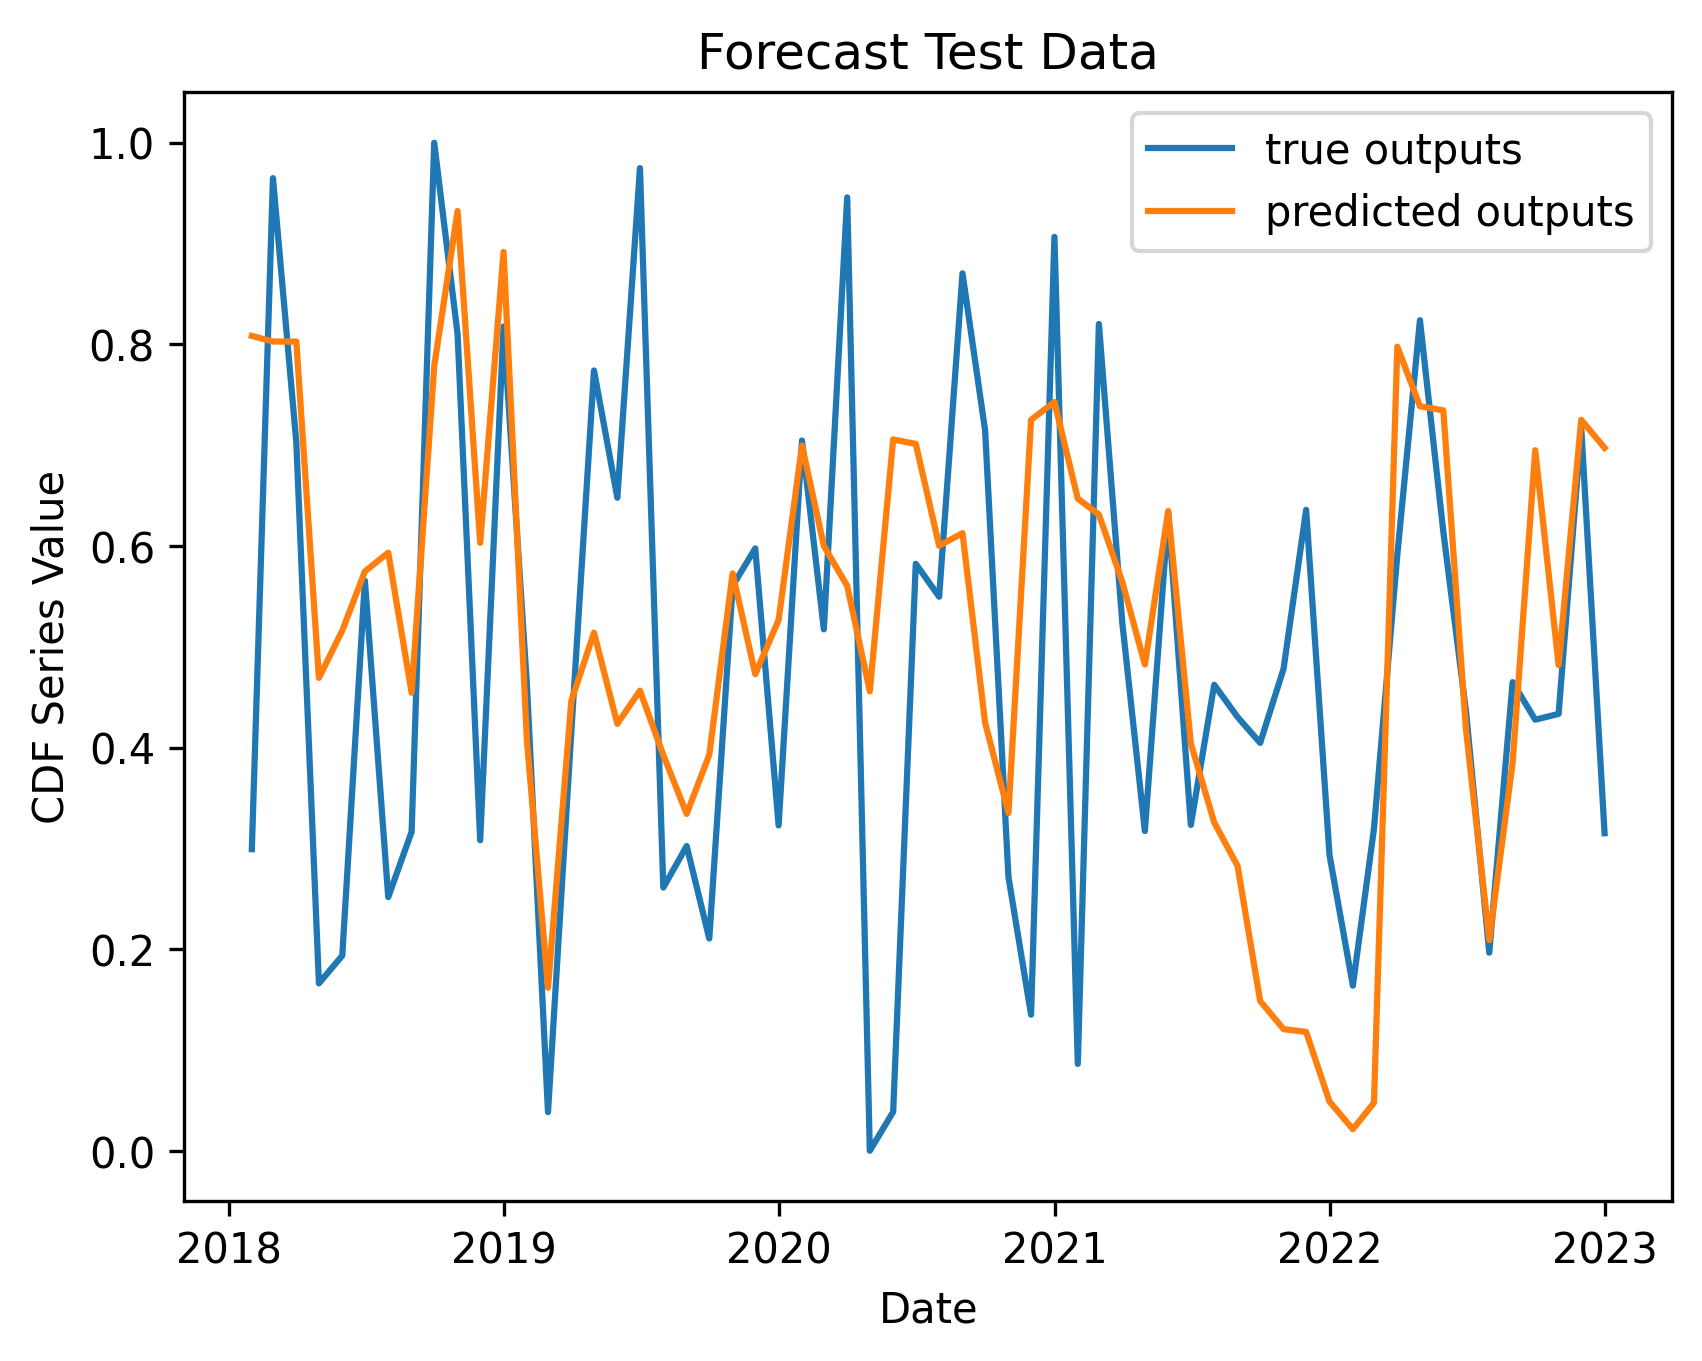 Forecast Test Data
true outputs
predicted outputs
CDF Series Value
1.0
0.8
0.6
0.4
0.2
0.0
2018 2019 2020 2021 2022 2023
Date